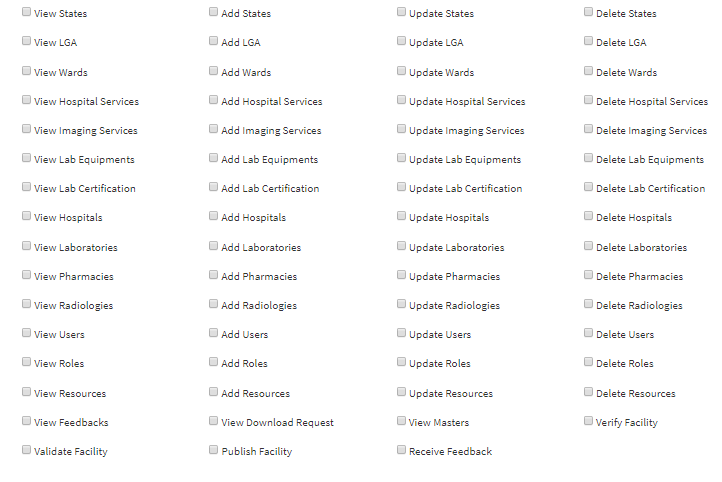 View States Add States Update States Delete States
View LGA Add LGA Update LGA Delete LGA
View Wards Add Wards Update Wards Delete Wards
View Hospital Services Add Hospital Services Update Hospital Services Delete Hospital Services
View Imaging Services Add Imaging Services Update Imaging Services Delete Imaging Services
View Lab Equipments Add Lab Equipments Update Lab Equipments Delete Lab Equipments
View Lab Certification Add Lab Certification Update Lab Certification Delete Lab Certification
View Hospitals Add Hospitals Update Hospitals Delete Hospitals
View Laboratories Add Laboratories Update Laboratories Delete Laboratories
View Pharmacies Add Pharmacies Update Pharmacies Delete Pharmacies
View Radiologies Add Radiologies Update Radiologies Delete Radiologies
View Users Add Users Update Users Delete Users
View Roles Add Roles Update Roles Delete Roles
View Resources Add Resources Update Resources Delete Resources
View Feedbacks View Download Request View Masters Verify Facility
Validate Facility Publish Facility Receive Feedback